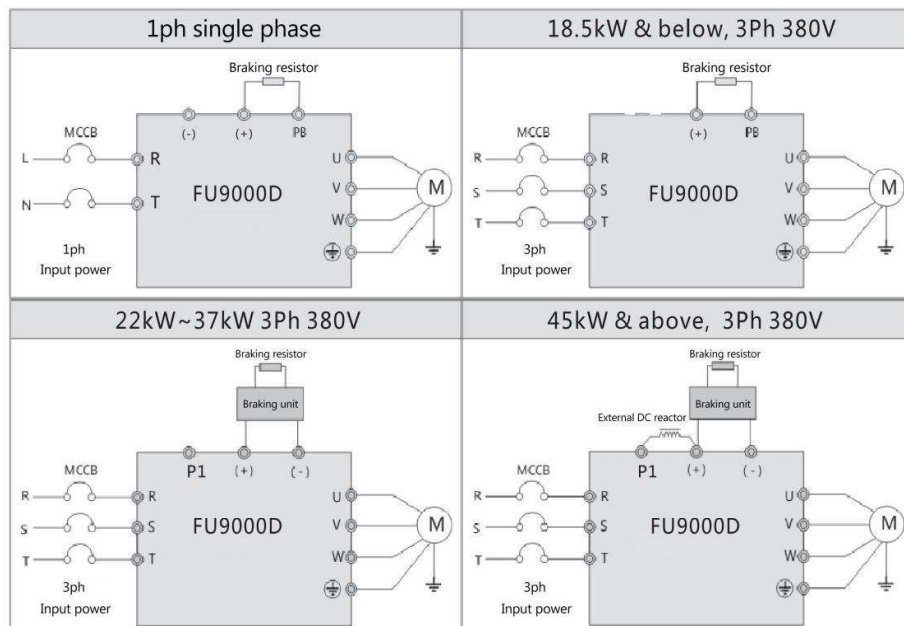 1ph single phase
Braking resistor
MCCB
(-)
(+)
PB
L
R
U
V
FU9000D
M
N
T
W
1ph
Input power
18.5kW & below, 3Ph 380V
Braking resistor
MCCB
(+)
PB
R
R
U
S
S
FU9000D
V
M
T
T
W
3ph
Input power
22kW~37kW 3Ph 380V
Braking resistor
Braking unit
MCCB
P1
(+)
(-)
R
R
U
S
S
FU9000D
V
M
T
T
W
3ph
Input power
45kW & above, 3Ph 380V
Braking resistor
Braking unit
External DC reactor
MCCB
P1
(+)
(-)
R
R
U
S
S
FU9000D
V
M
T
T
W
3ph
Input power